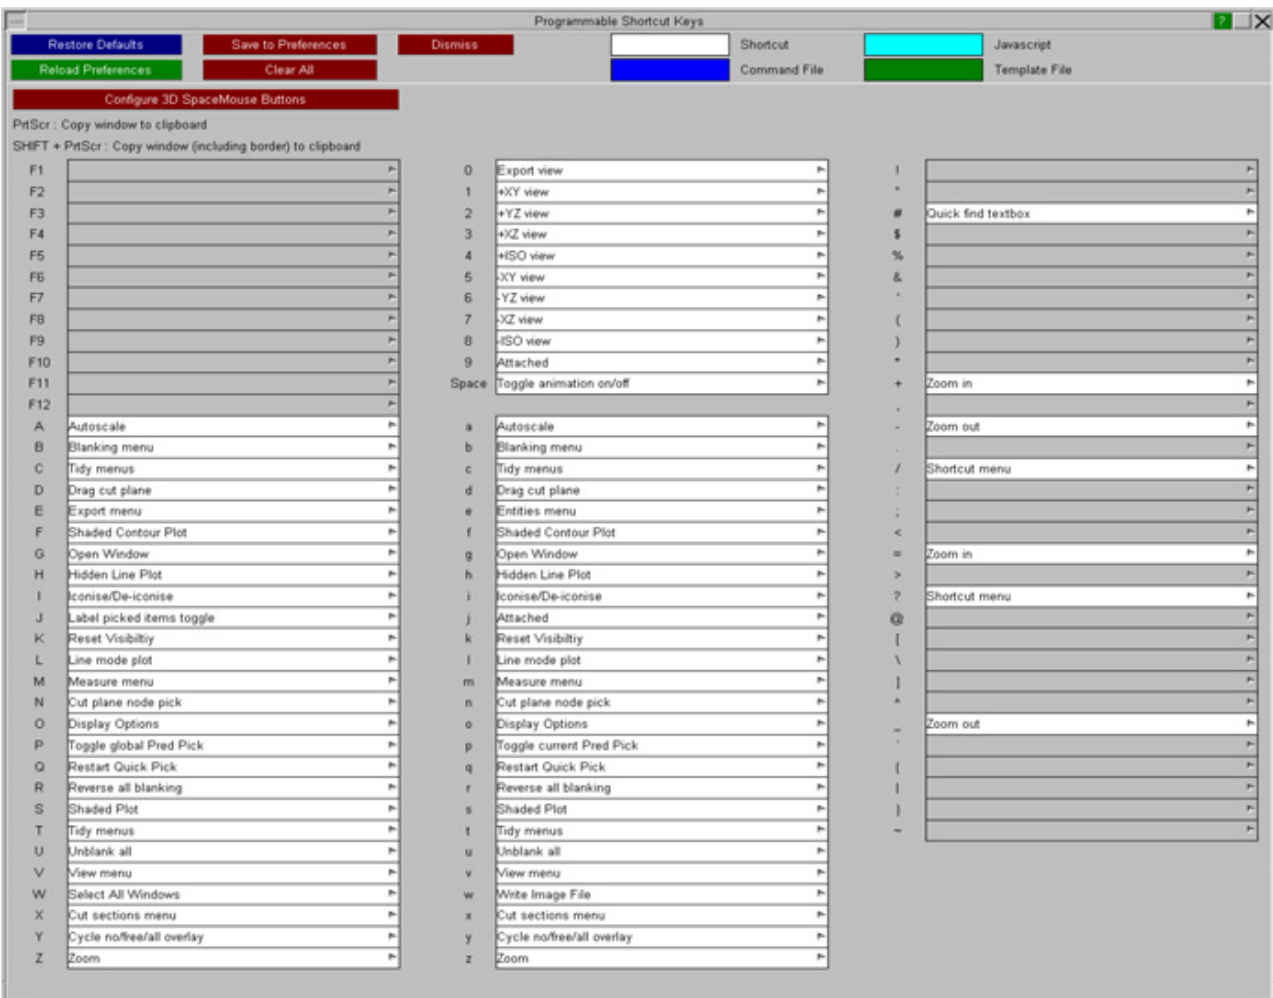 Programmable Shortcut Keys ?
Restore Defaults Save to Preferences Dismiss Shortcut Javascript
Reload Preferences Clear All Command File Template File
Configure 3D SpaceMouse Buttons
PrtScr : Copy window to clipboard
SHIFT + PrtScr : Copy window (including border) to clipboard
F1 0 Export view !
F2 1 +XY view "
F3 2 +YZ view # Quick find textbox
F4 3 +XZ view $
F5 4 +ISO view %
F6 5 -XY view &
F7 6 -YZ view '
F8 7 -XZ view (
F9 8 -ISO view )
F10 9 Attached *
F11 Space Toggle animation on/off + Zoom in
F12 ,
A Autoscale a Autoscale - Zoom out
B Blanking menu b Blanking menu .
C Tidy menus c Tidy menus / Shortcut menu
D Drag cut plane d Drag cut plane :
E Export menu e Entities menu ;
F Shaded Contour Plot f Shaded Contour Plot <
G Open Window g Open Window = Zoom in
H Hidden Line Plot h Hidden Line Plot >
I Iconise/De-iconise i Iconise/De-iconise ? Shortcut menu
J Label picked items toggle j Attached @
K Reset Visibiltiy k Reset Visibiltiy [
L Line mode plot l Line mode plot \
M Measure menu m Measure menu ]
N Cut plane node pick n Cut plane node pick ^
O Display Options o Display Options _ Zoom out
P Toggle global Pred Pick p Toggle current Pred Pick `
Q Restart Quick Pick q Restart Quick Pick {
R Reverse all blanking r Reverse all blanking |
S Shaded Plot s Shaded Plot }
T Tidy menus t Tidy menus ~
U Unblank all u Unblank all
V View menu v View menu
W Select All Windows w Write Image File
X Cut sections menu x Cut sections menu
Y Cycle no/free/all overlay y Cycle no/free/all overlay
Z Zoom z Zoom